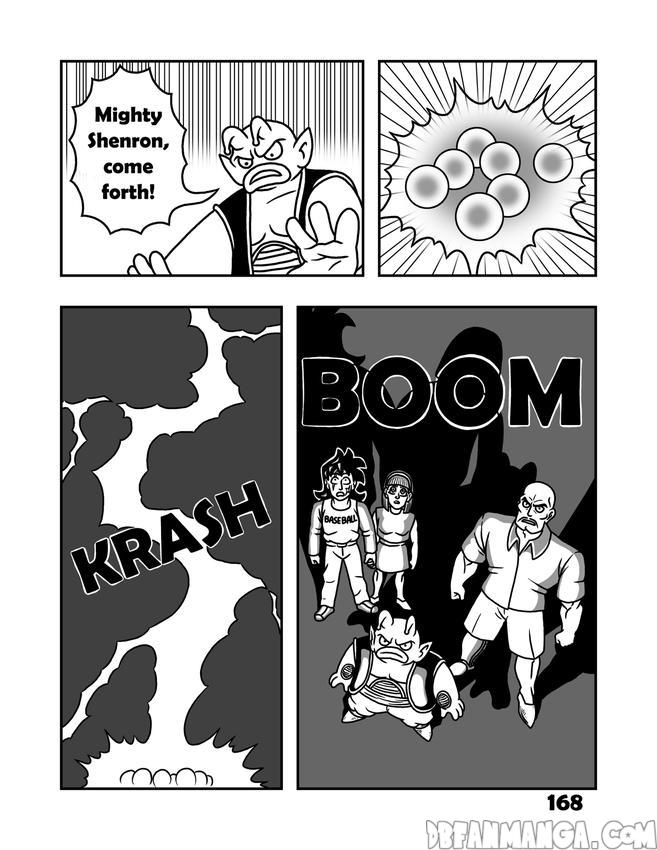 Mighty
Shenron,
come
forth!
KRASH
BOOM
BASEBALL
168
DBFANMANGA.COM